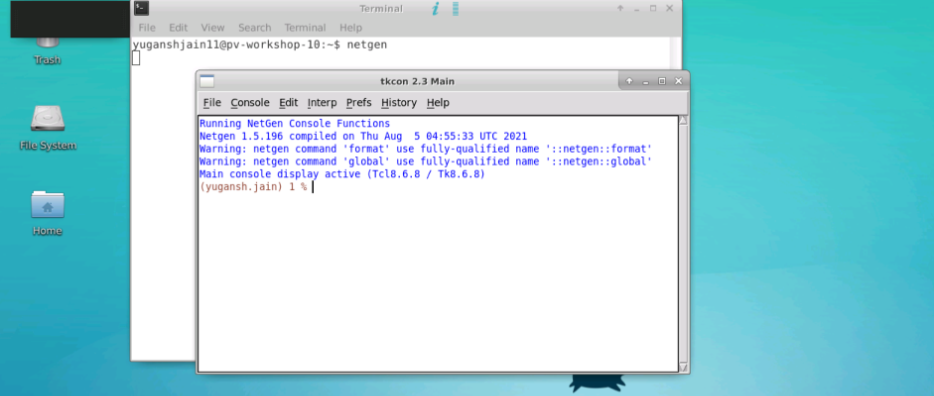 Terminal
File Edit View Search Terminal Help
yuganshjain11@pv-workshop-10:~$ netgen
tkcon 2.3 Main
File Console Edit Interp Prefs History Help
Running NetGen Console Functions
Netgen 1.5.196 compiled on Thu Aug  5 04:55:33 UTC 2021
Warning: netgen command 'format' use fully-qualified name '::netgen::format'
Warning: netgen command 'global' use fully-qualified name '::netgen::global'
Main console display active (Tcl8.6.8 / Tk8.6.8)
(yugansh.jain) 1 %
Trash
File System
Home